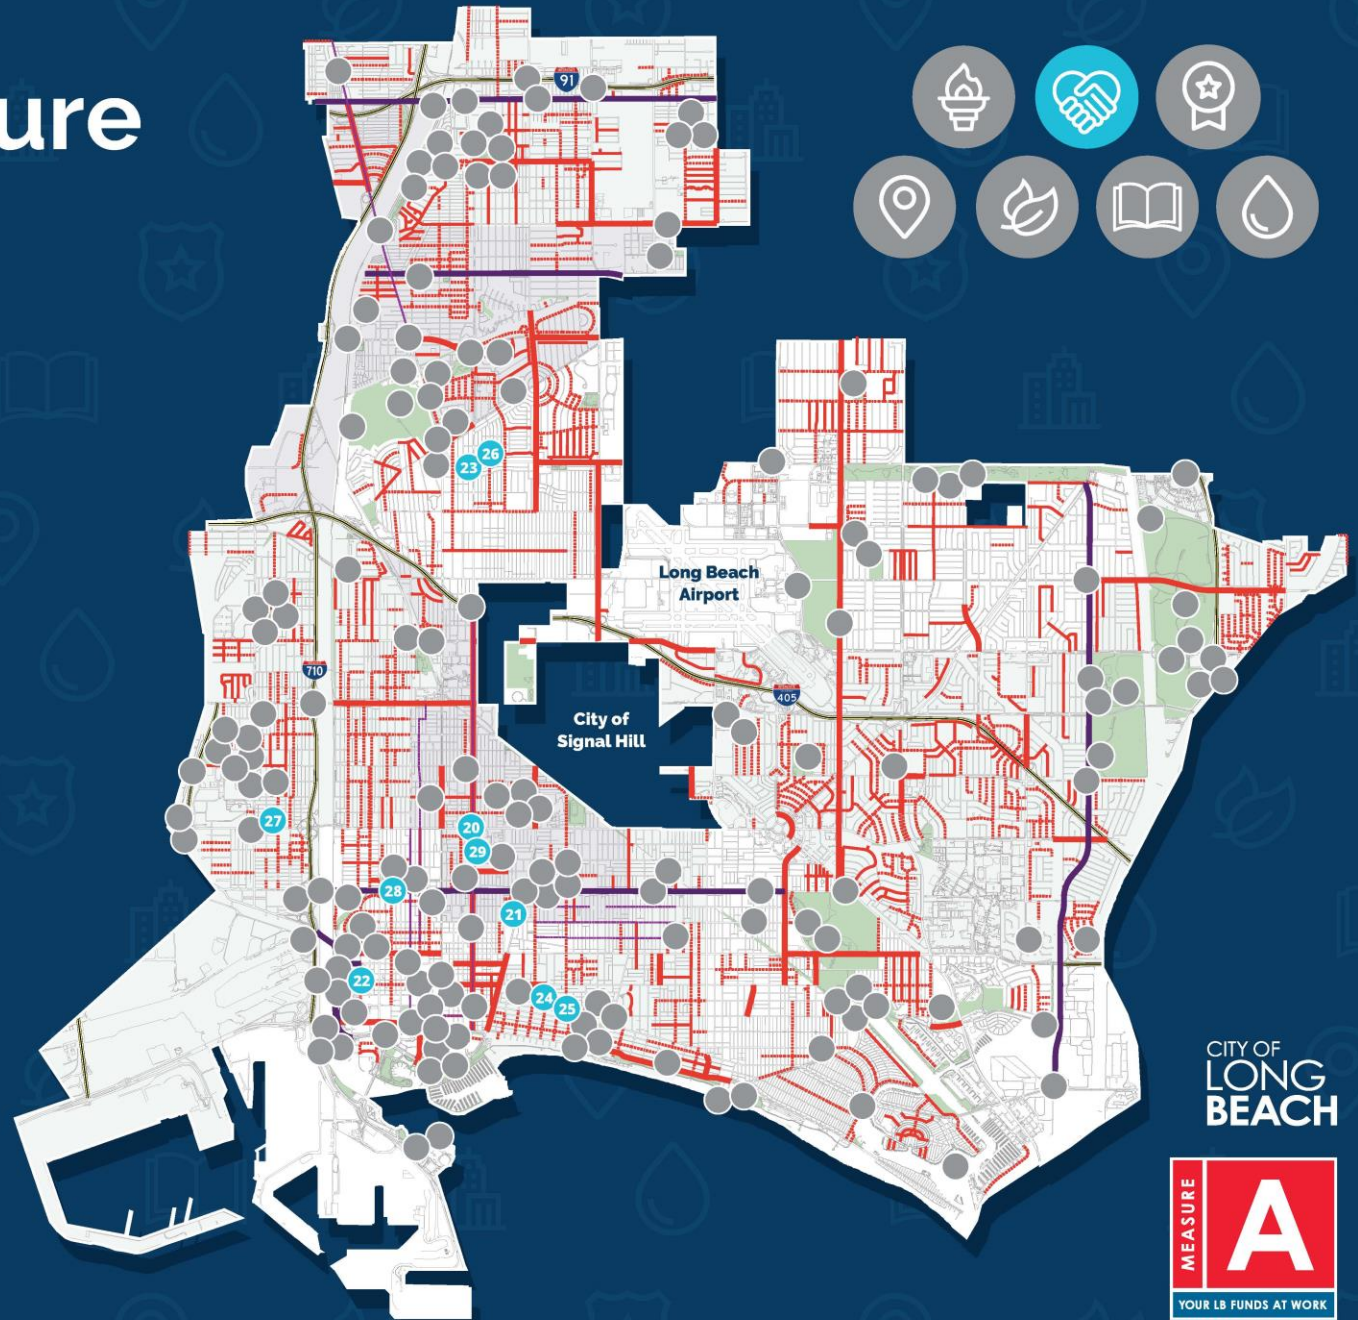 ure
91
26
23
Long Beach
Airport
710
405
City of
Signal Hill
27
20
29
28
21
22
24
25
CITY OF
LONG
BEACH
MEASURE
A
YOUR LB FUNDS AT WORK